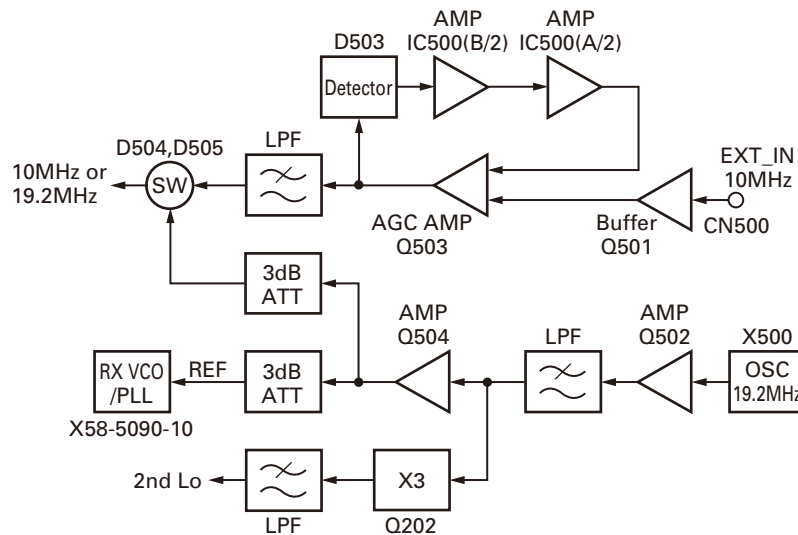 AMP
IC500(B/2)
AMP
IC500(A/2)
D503
Detector
D504,D505
LPF
10MHz or
19.2MHz
SW
AGC AMP
Q503
Buffer
Q501
EXT_IN
10MHz
CN500
3dB
ATT
AMP
Q504
LPF
AMP
Q502
X500
OSC
19.2MHz
RX VCO
/PLL
REF
3dB
ATT
X58-5090-10
2nd Lo
LPF
X3
Q202